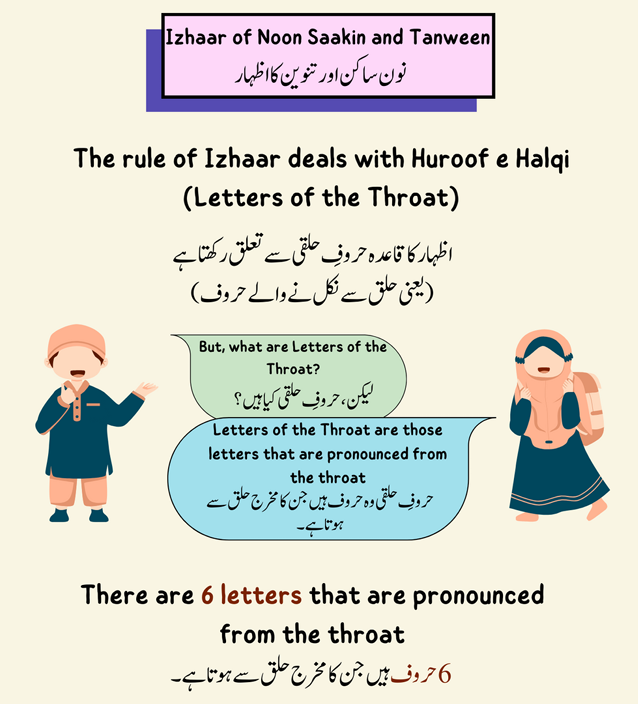 Izhaar of Noon Saakin and Tanween
نون ساکن اور تنوین کا اظہار
The rule of Izhaar deals with Huroof e Halqi
(Letters of the Throat)
اظہار کا قاعدہ حروفِ حلقی سے تعلق رکھتا ہے
(یعنی حلق سے نکل نے والے حروف)
But, what are Letters of the
Throat?
لیکن، حروفِ حلقی کیا ہیں؟
Letters of the Throat are those
letters that are pronounced from
the throat
حروفِ حلقی وہ حروف ہیں جن کا مخرج حلق سے
ہوتا ہے۔
There are 6 letters that are pronounced
from the throat
6 حروف ہیں جن کا مخرج حلق سے ہوتا ہے۔